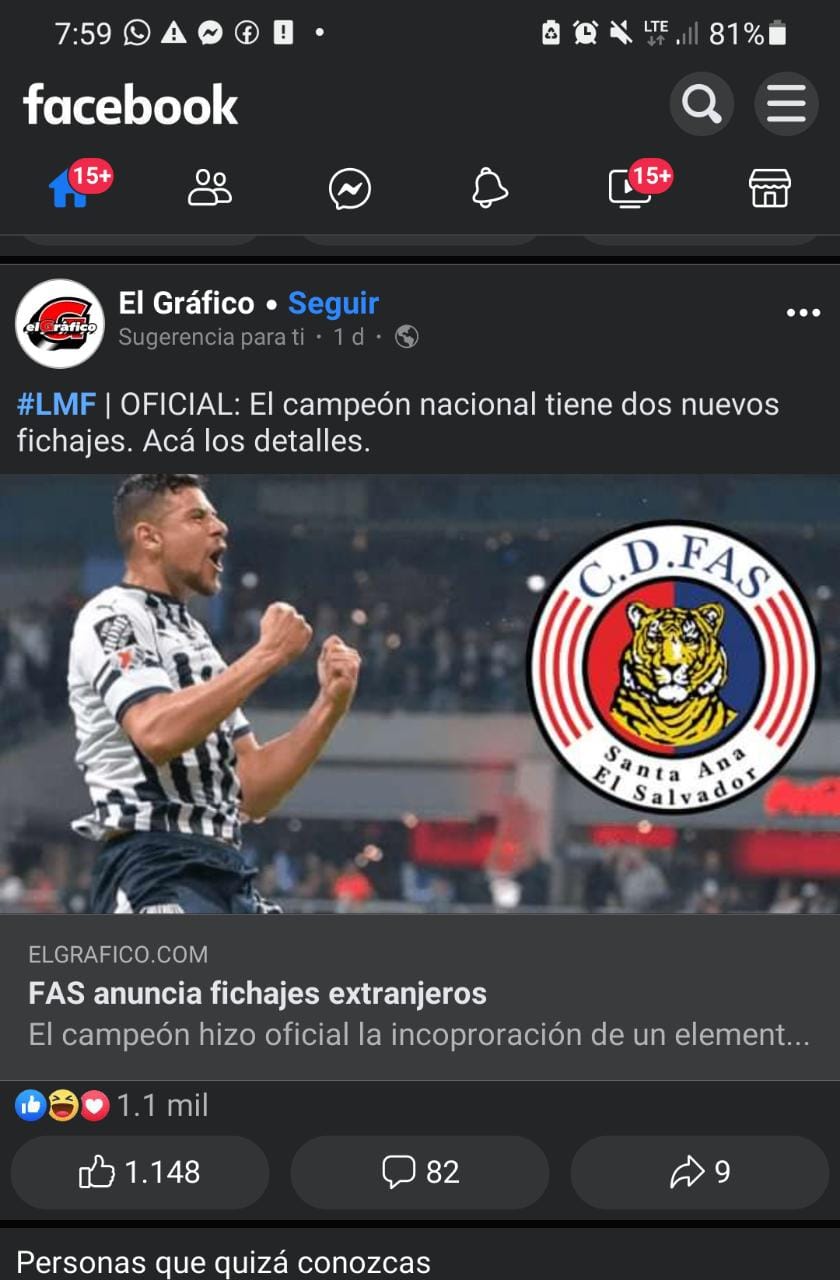 7:59
LTE
81%
facebook
15+
15+
El Gráfico • Seguir
el Gráfico
Sugerencia para ti · 1 d ·
#LMF | OFICIAL: El campeón nacional tiene dos nuevos
fichajes. Acá los detalles.
C.D.FAS
Santa Ana
El Salvador
ELGRAFICO.COM
FAS anuncia fichajes extranjeros
El campeón hizo oficial la incoproración de un element...
1.1 mil
1.148
82
9
Personas que quizá conozcas